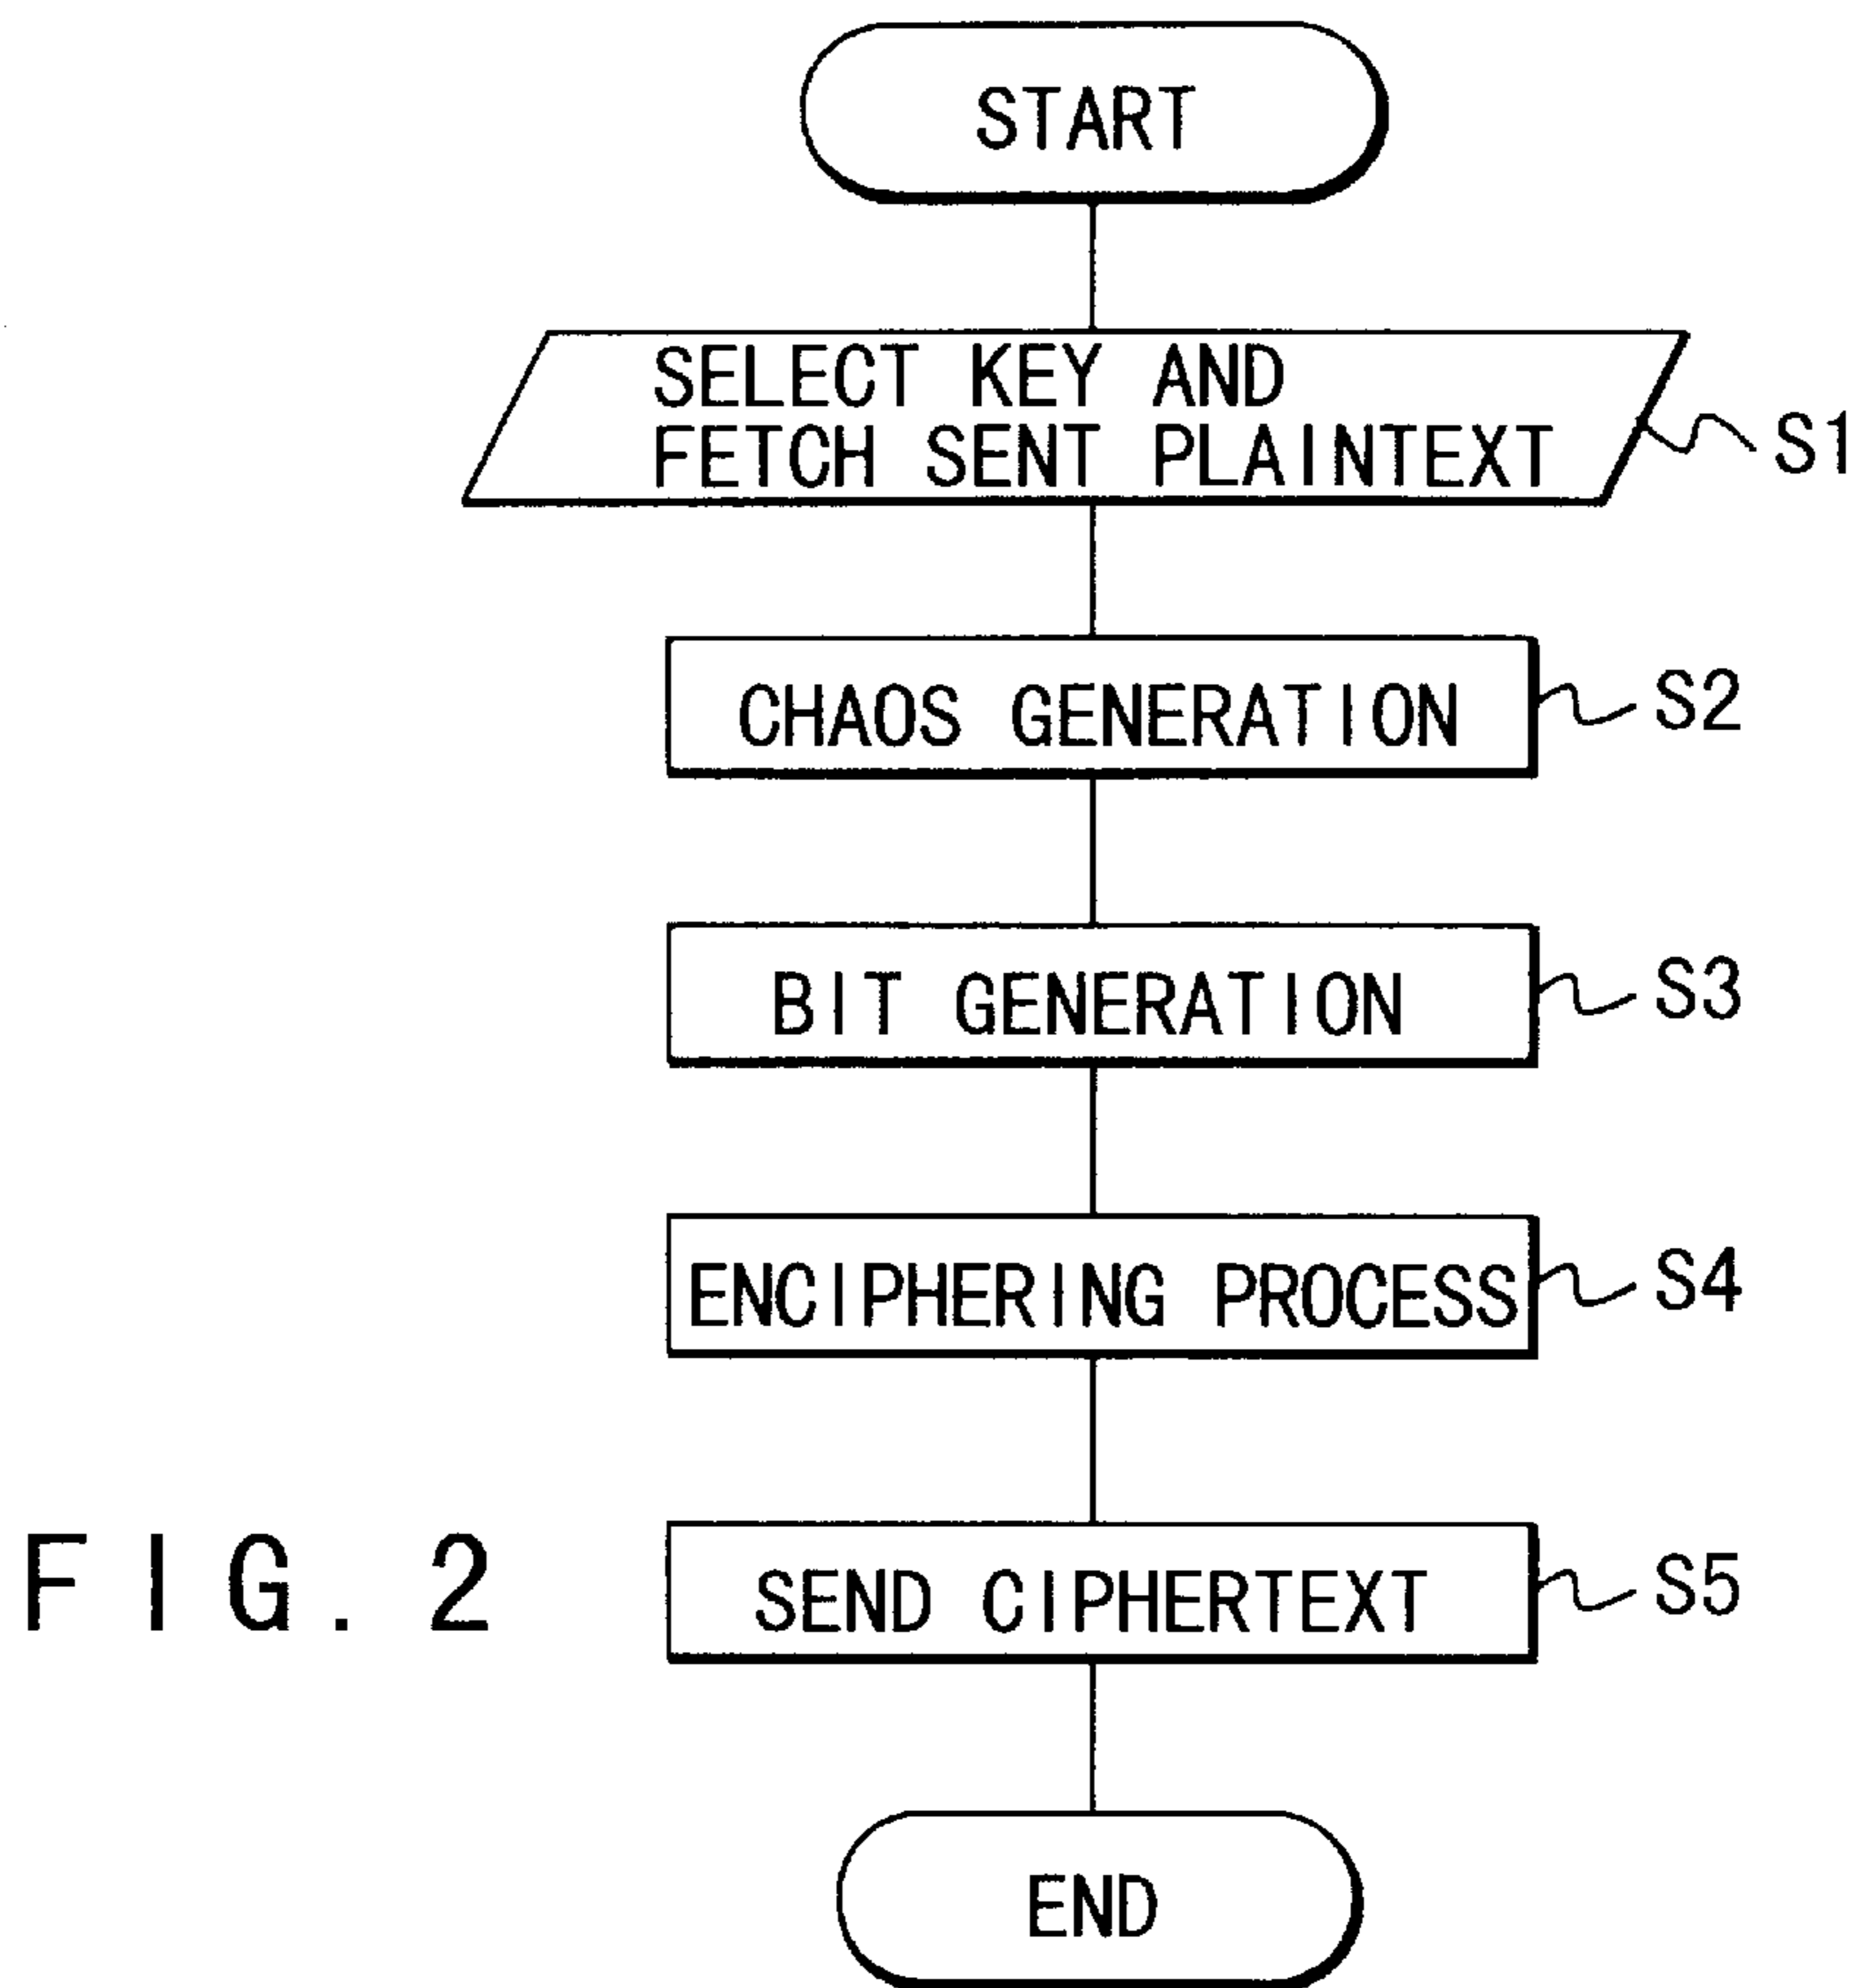 START
SELECT KEY AND
FETCH SENT PLAINTEXT
S1
CHAOS GENERATION
S2
BIT GENERATION
S3
ENCIPHERING PROCESS
S4
SEND CIPHERTEXT
S5
FIG.2
END